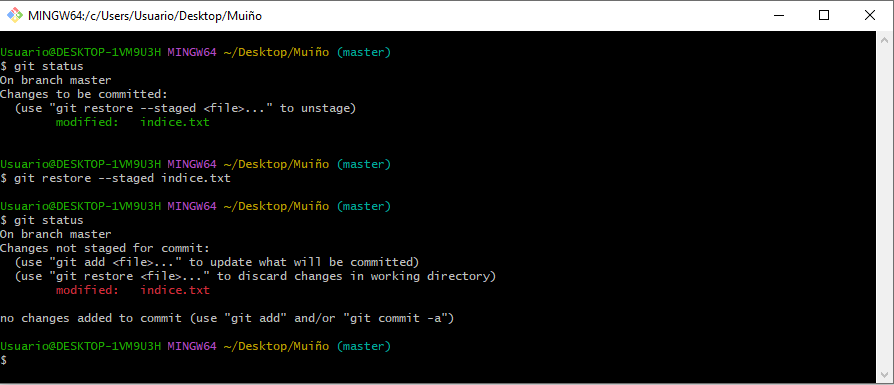 MINGW64:/c/Users/Usuario/Desktop/Muiño
Usuario@DESKTOP-1VM9U3H MINGW64 ~/Desktop/Muiño (master)
$ git status
On branch master
Changes to be committed:
  (use "git restore --staged <file>..." to unstage)
        modified:   indice.txt
Usuario@DESKTOP-1VM9U3H MINGW64 ~/Desktop/Muiño (master)
$ git restore --staged indice.txt
Usuario@DESKTOP-1VM9U3H MINGW64 ~/Desktop/Muiño (master)
$ git status
On branch master
Changes not staged for commit:
  (use "git add <file>..." to update what will be committed)
  (use "git restore <file>..." to discard changes in working directory)
        modified:   indice.txt
no changes added to commit (use "git add" and/or "git commit -a")
Usuario@DESKTOP-1VM9U3H MINGW64 ~/Desktop/Muiño (master)
$